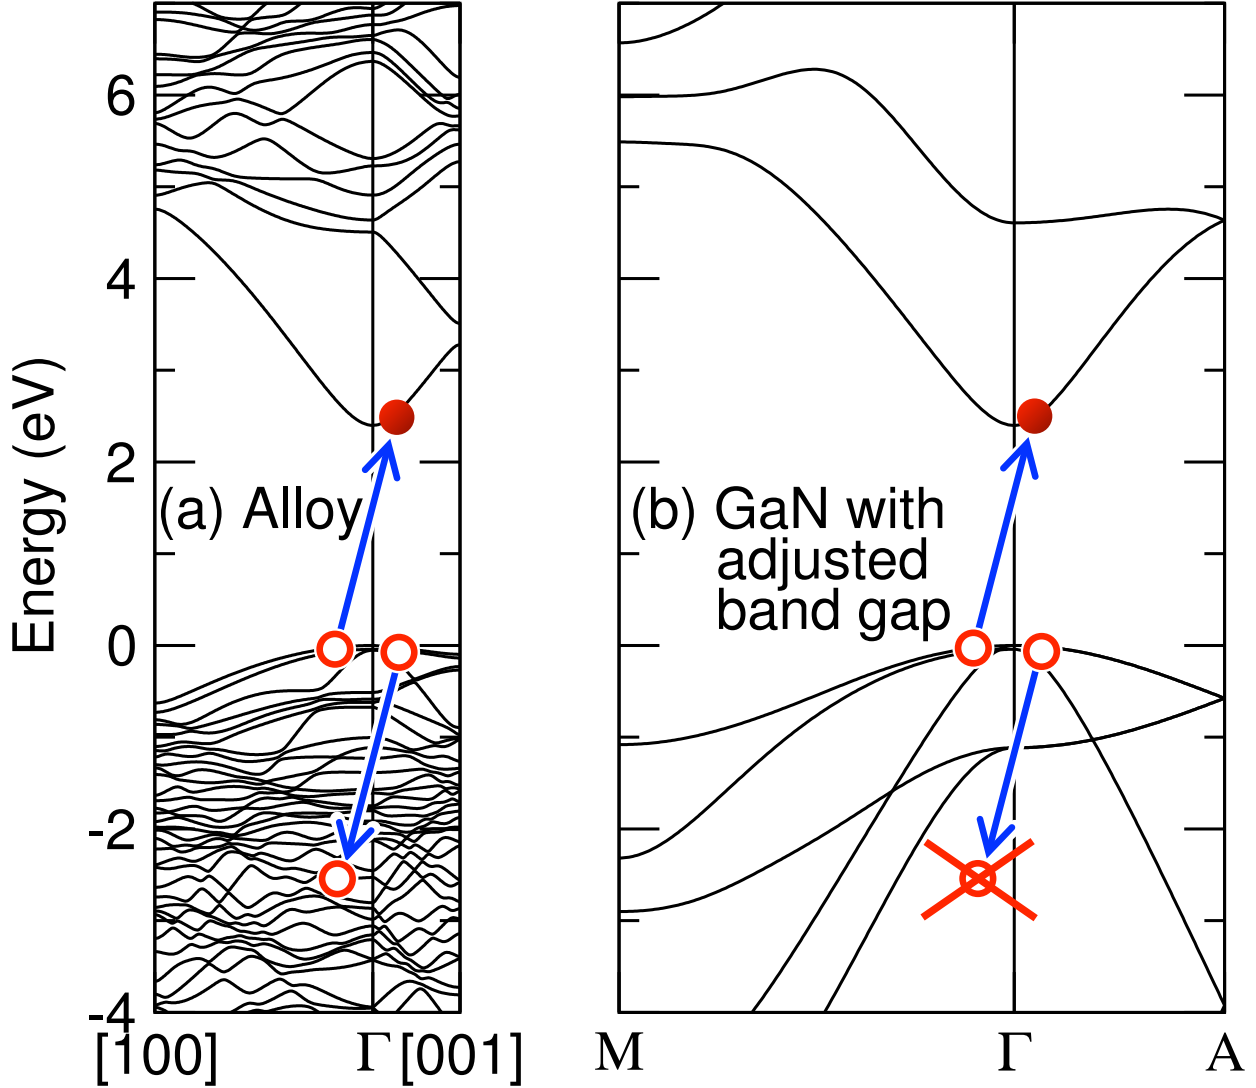 Energy (eV)
6
4
2
0
-2
-4
(a) Alloy
[100]
Γ
[001]
(b) GaN with
adjusted
band gap
M
Γ
A